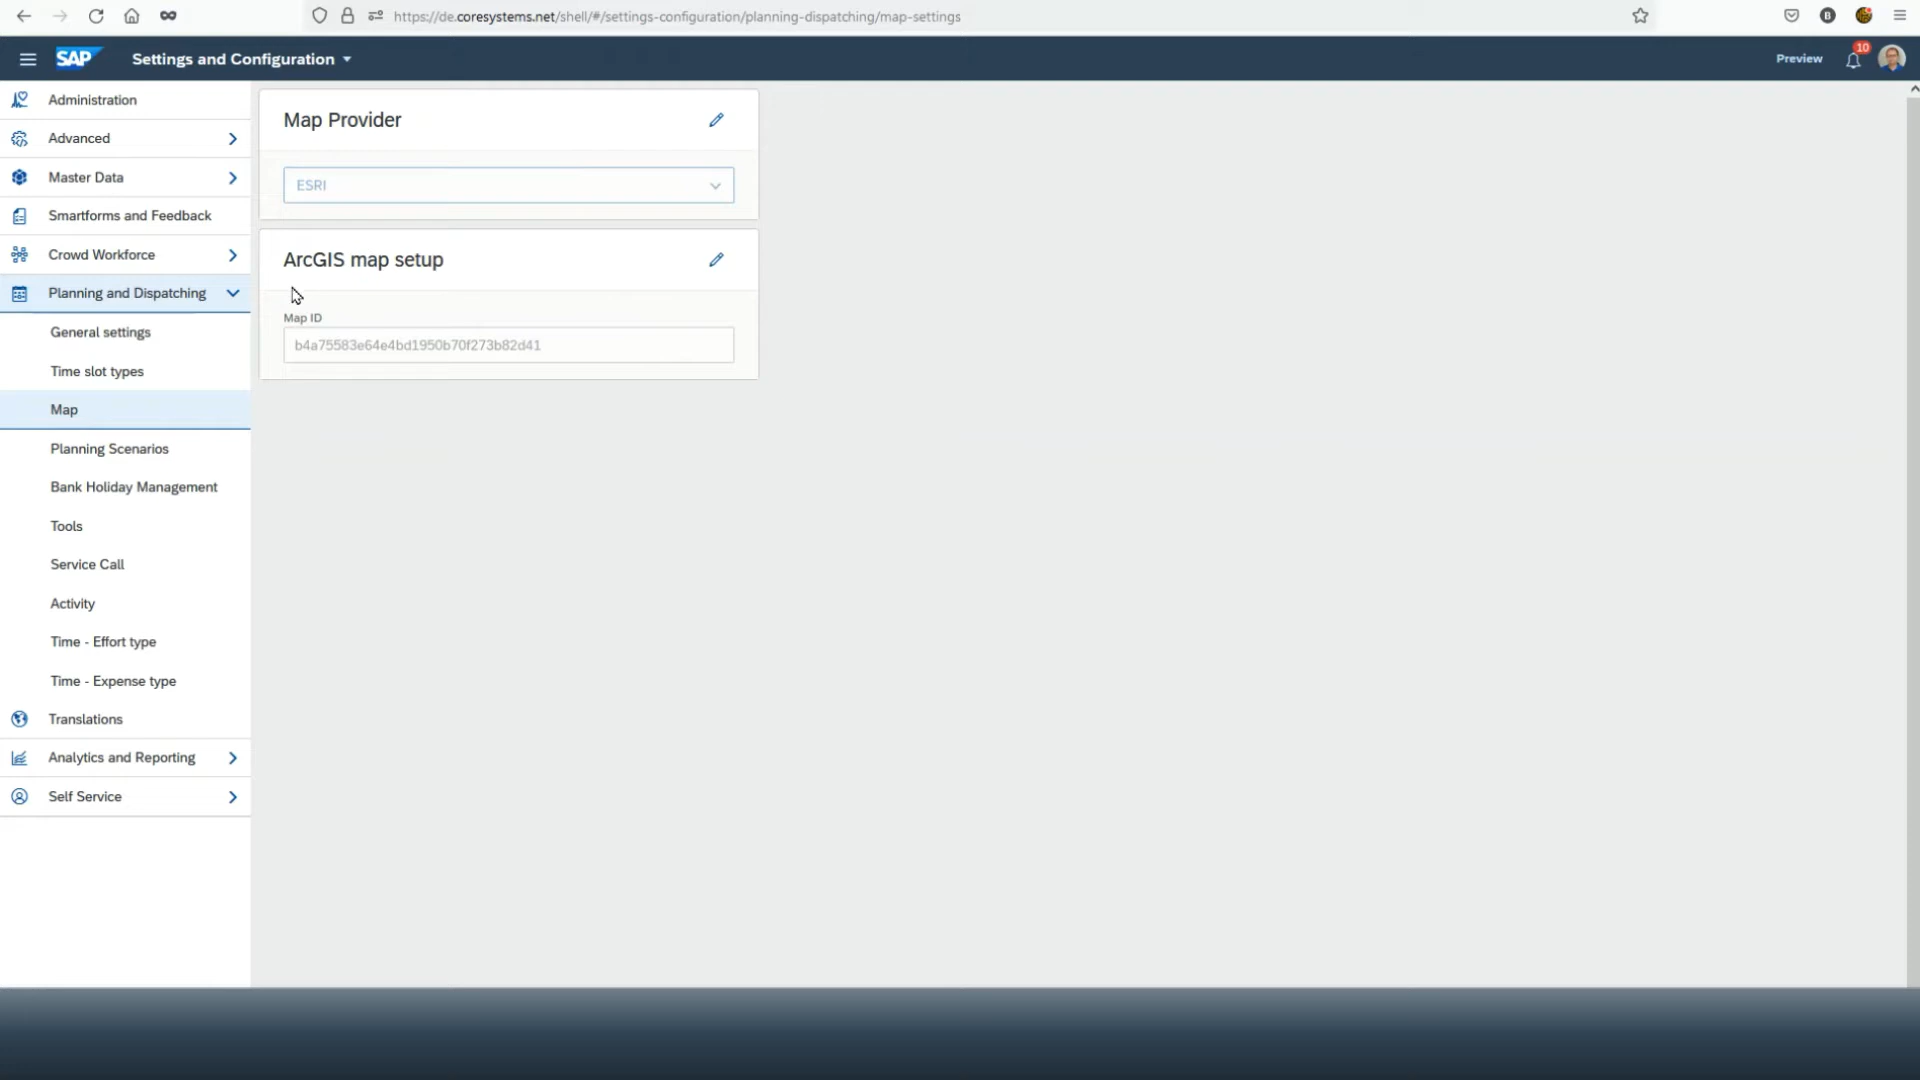 https://de.coresystems.net/shell/#/settings-configuration/planning-dispatching/map-settings
B
SAP
Settings and Configuration
Preview
10
Administration
Advanced
Master Data
Smartforms and Feedback
Crowd Workforce
Planning and Dispatching
General settings
Time slot types
Map
Planning Scenarios
Bank Holiday Management
Tools
Service Call
Activity
Time - Effort type
Time - Expense type
Translations
Analytics and Reporting
Self Service
Map Provider
ESRI
ArcGIS map setup
Map ID
b4a75583e64e4bd1950b70f273b82d41